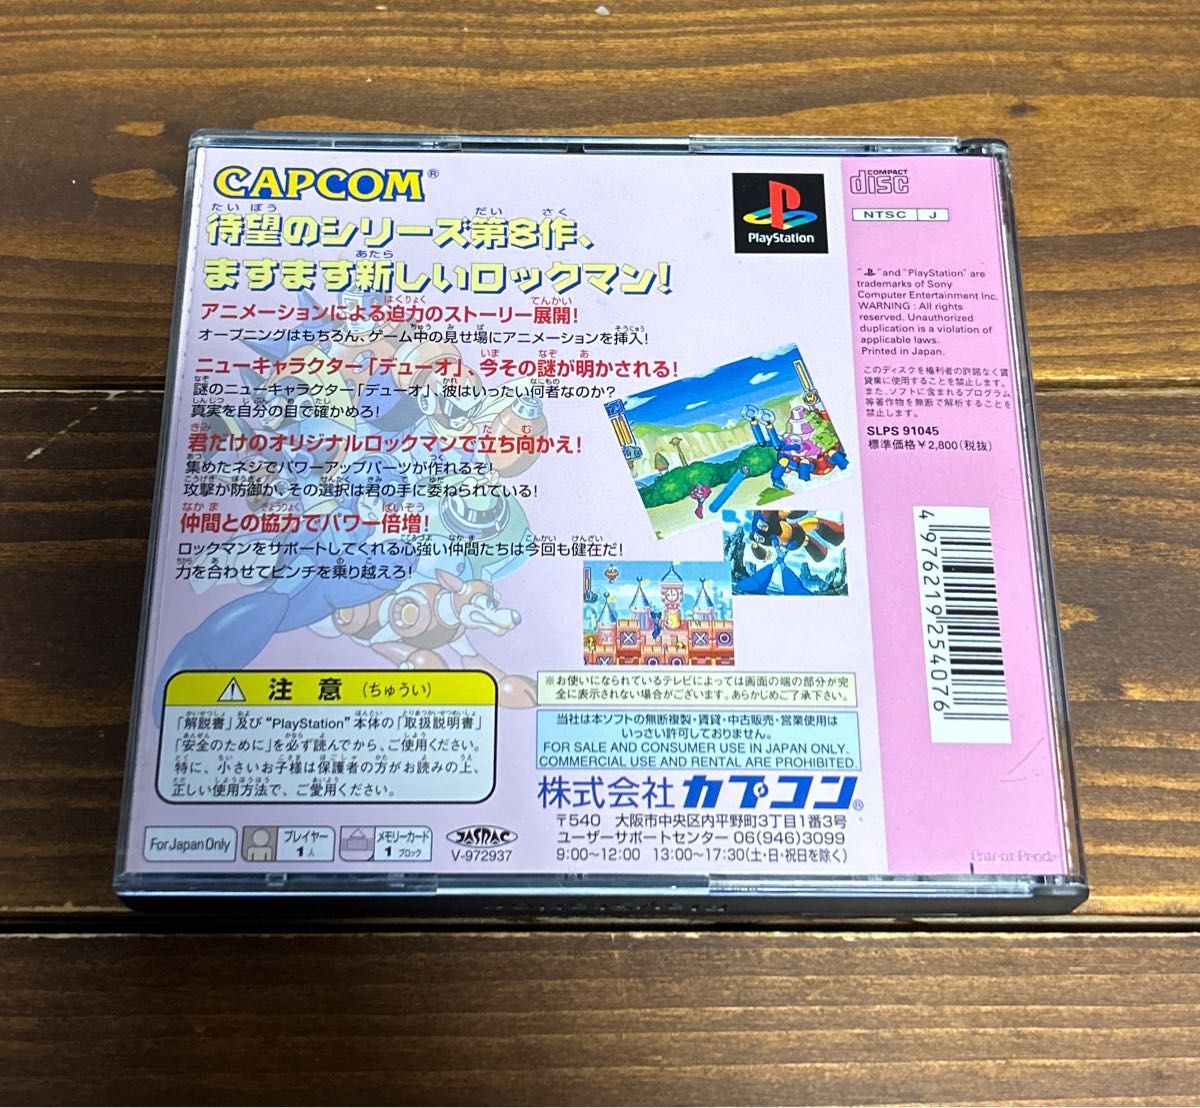 CAPCOM®
待望のシリーズ第8作、
ますます新しいロックマン!
アニメーションによる迫力のストーリー展開!
オープニングはもちろん、ゲーム中の見せ場にアニメーションを挿入!
ニューキャラクター「デューオ」、今その謎が明かされる!
謎のニューキャラクター「デューオ」、彼はいったい何者なのか?
真実を自分の目で確かめろ!
君だけのオリジナルロックマンで立ち向かえ!
集めたネジでパワーアップパーツが作れるぞ!
攻撃か防御か、その選択は君の手に委ねられている!
仲間との協力でパワー倍増!
ロックマンをサポートしてくれる心強い仲間たちは今回も健在だ!
力を合わせてピンチを乗り越えろ!
注意(ちゅうい)
「解説書」及び“PlayStation”本体の「取扱説明書」
「安全のために」を必ず読んでから、ご使用ください。
特に、小さいお子様は保護者の方がお読みの上、
正しい使用方法で、ご愛用ください。
For Japan Only
プレイヤー
1人
メモリーカード
1ブロック
JASRAC
V-972937
PlayStation
COMPACT
disc
NTSC J
" "and "PlayStation" are
trademarks of Sony
Computer Entertainment Inc.
WARNING : All rights
reserved. Unauthorized
duplication is a violation of
applicable laws.
Printed in Japan.
このディスクを権利者の許諾なく賃
貸業に使用することを禁止します。
また、ソフトに含まれるプログラム
等著作物を無断で解析することを
禁止します。
SLPS 91045
標準価格¥2,800(税抜)
4976219254076
※お使いになられているテレビによっては画面の端の部分が完
全に表示されない場合がございます。あらかじめご了承下さい。
当社は本ソフトの無断複製・賃貸・中古販売・営業使用は
いっさい許可しておりません。
FOR SALE AND CONSUMER USE IN JAPAN ONLY.
COMMERCIAL USE AND RENTAL ARE PROHIBITED.
株式会社カプコン®
〒540 大阪市中央区内平野町3丁目1番3号
ユーザーサポートセンター 06(946)3099
9:00〜12:00 13:00〜17:30(土・日・祝日を除く)